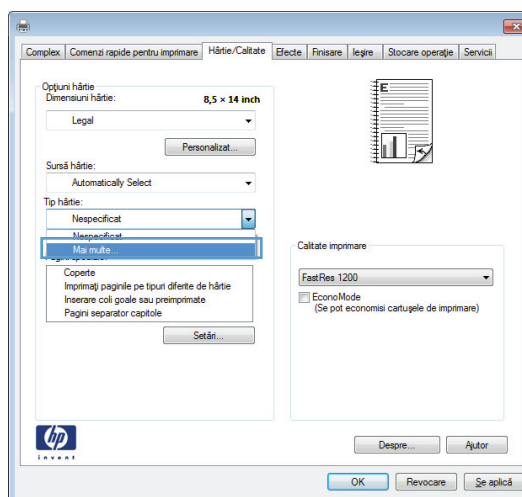 Complex
Comenzi rapide pentru imprimare
Hârtie/Calitate
Efecte
Finisare
Ieşire
Stocare operaţie
Servicii
Opţiuni hârtie
Dimensiuni hârtie:
8,5 × 14 inch
Legal
Personalizat...
Sursă hârtie:
Automatically Select
Tip hârtie:
Nespecificat
Nespecificat
Mai multe...
Pagini speciale:
Coperte
Imprimaţi paginile pe tipuri diferite de hârtie
Inserare coli goale sau preimprimate
Pagini separator capitole
Setări...
E
Calitate imprimare
FastRes 1200
EconoMode
(Se pot economisi cartuşele de imprimare)
hp
invent
Despre...
Ajutor
OK
Revocare
Se aplică